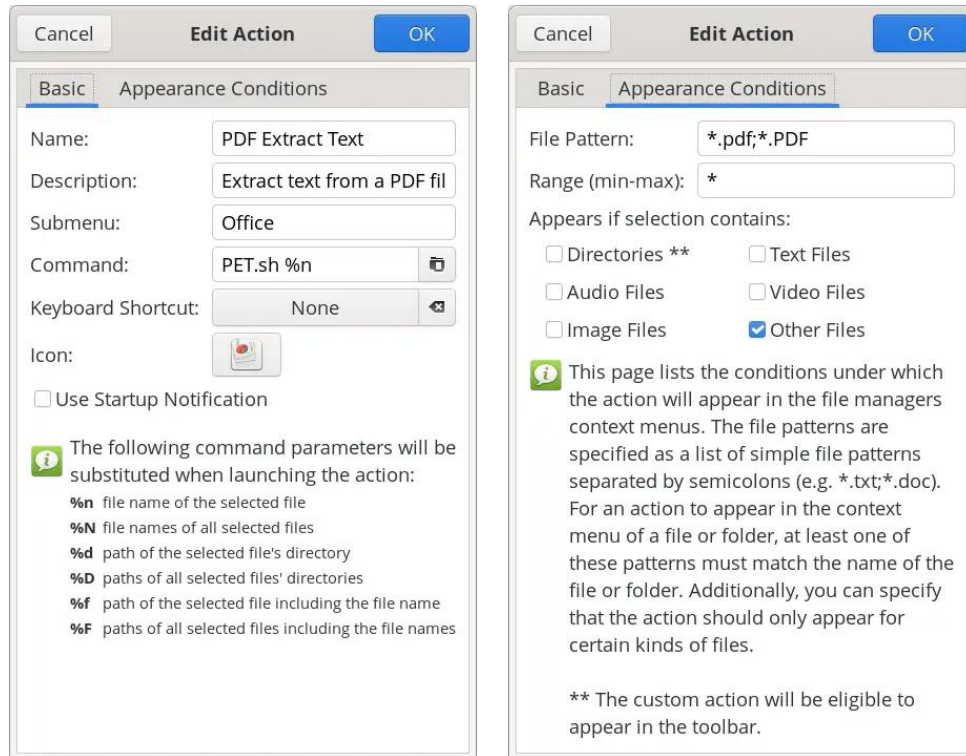 Cancel
Edit Action
OK
Basic
Appearance Conditions
Name:
PDF Extract Text
Description:
Extract text from a PDF fil
Submenu:
Office
Command:
PET.sh %n
Keyboard Shortcut:
None
Icon:
Use Startup Notification
The following command parameters will be
substituted when launching the action:
%n file name of the selected file
%N file names of all selected files
%d path of the selected file's directory
%D paths of all selected files' directories
%f path of the selected file including the file name
%F paths of all selected files including the file names
Cancel
Edit Action
OK
Basic
Appearance Conditions
File Pattern:
*.pdf;*.PDF
Range (min-max):
*
Appears if selection contains:
Directories **
Text Files
Audio Files
Video Files
Image Files
Other Files
This page lists the conditions under which
the action will appear in the file managers
context menus. The file patterns are
specified as a list of simple file patterns
separated by semicolons (e.g. *.txt;*.doc).
For an action to appear in the context
menu of a file or folder, at least one of
these patterns must match the name of the
file or folder. Additionally, you can specify
that the action should only appear for
certain kinds of files.
** The custom action will be eligible to
appear in the toolbar.